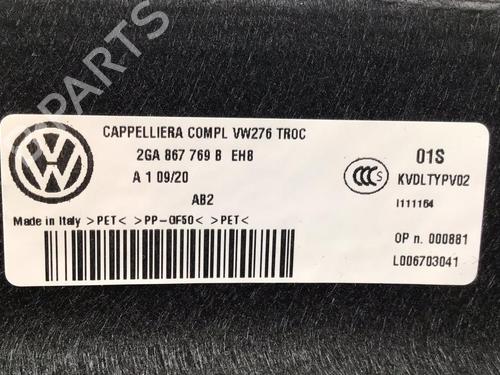 CAPPELLIERA COMPL VW276 TROC
2GA 867 769 B EH8
A 1 09/20
AB2
Made in Italy >PET< >PP-GF50< >PET<
01S
KVDLTYPV02
I111164
OP n. 000881
L006703041